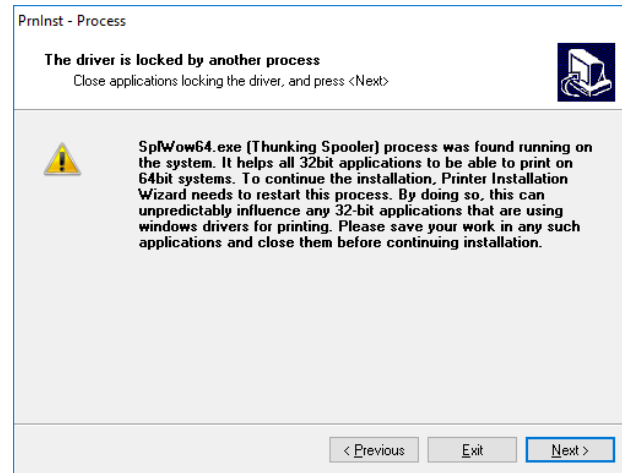 PrnInst - Process
The driver is locked by another process
Close applications locking the driver, and press <Next>
SplWow64.exe (Thunking Spooler) process was found running on
the system. It helps all 32bit applications to be able to print on
64bit systems. To continue the installation, Printer Installation
Wizard needs to restart this process. By doing so, this can
unpredictably influence any 32-bit applications that are using
windows drivers for printing. Please save your work in any such
applications and close them before continuing installation.
< Previous
Exit
Next >